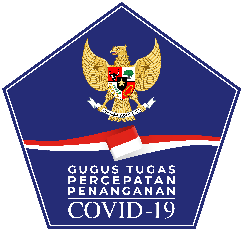 GUGUS TUGAS
PERCEPATAN
PENANGANAN
COVID-19